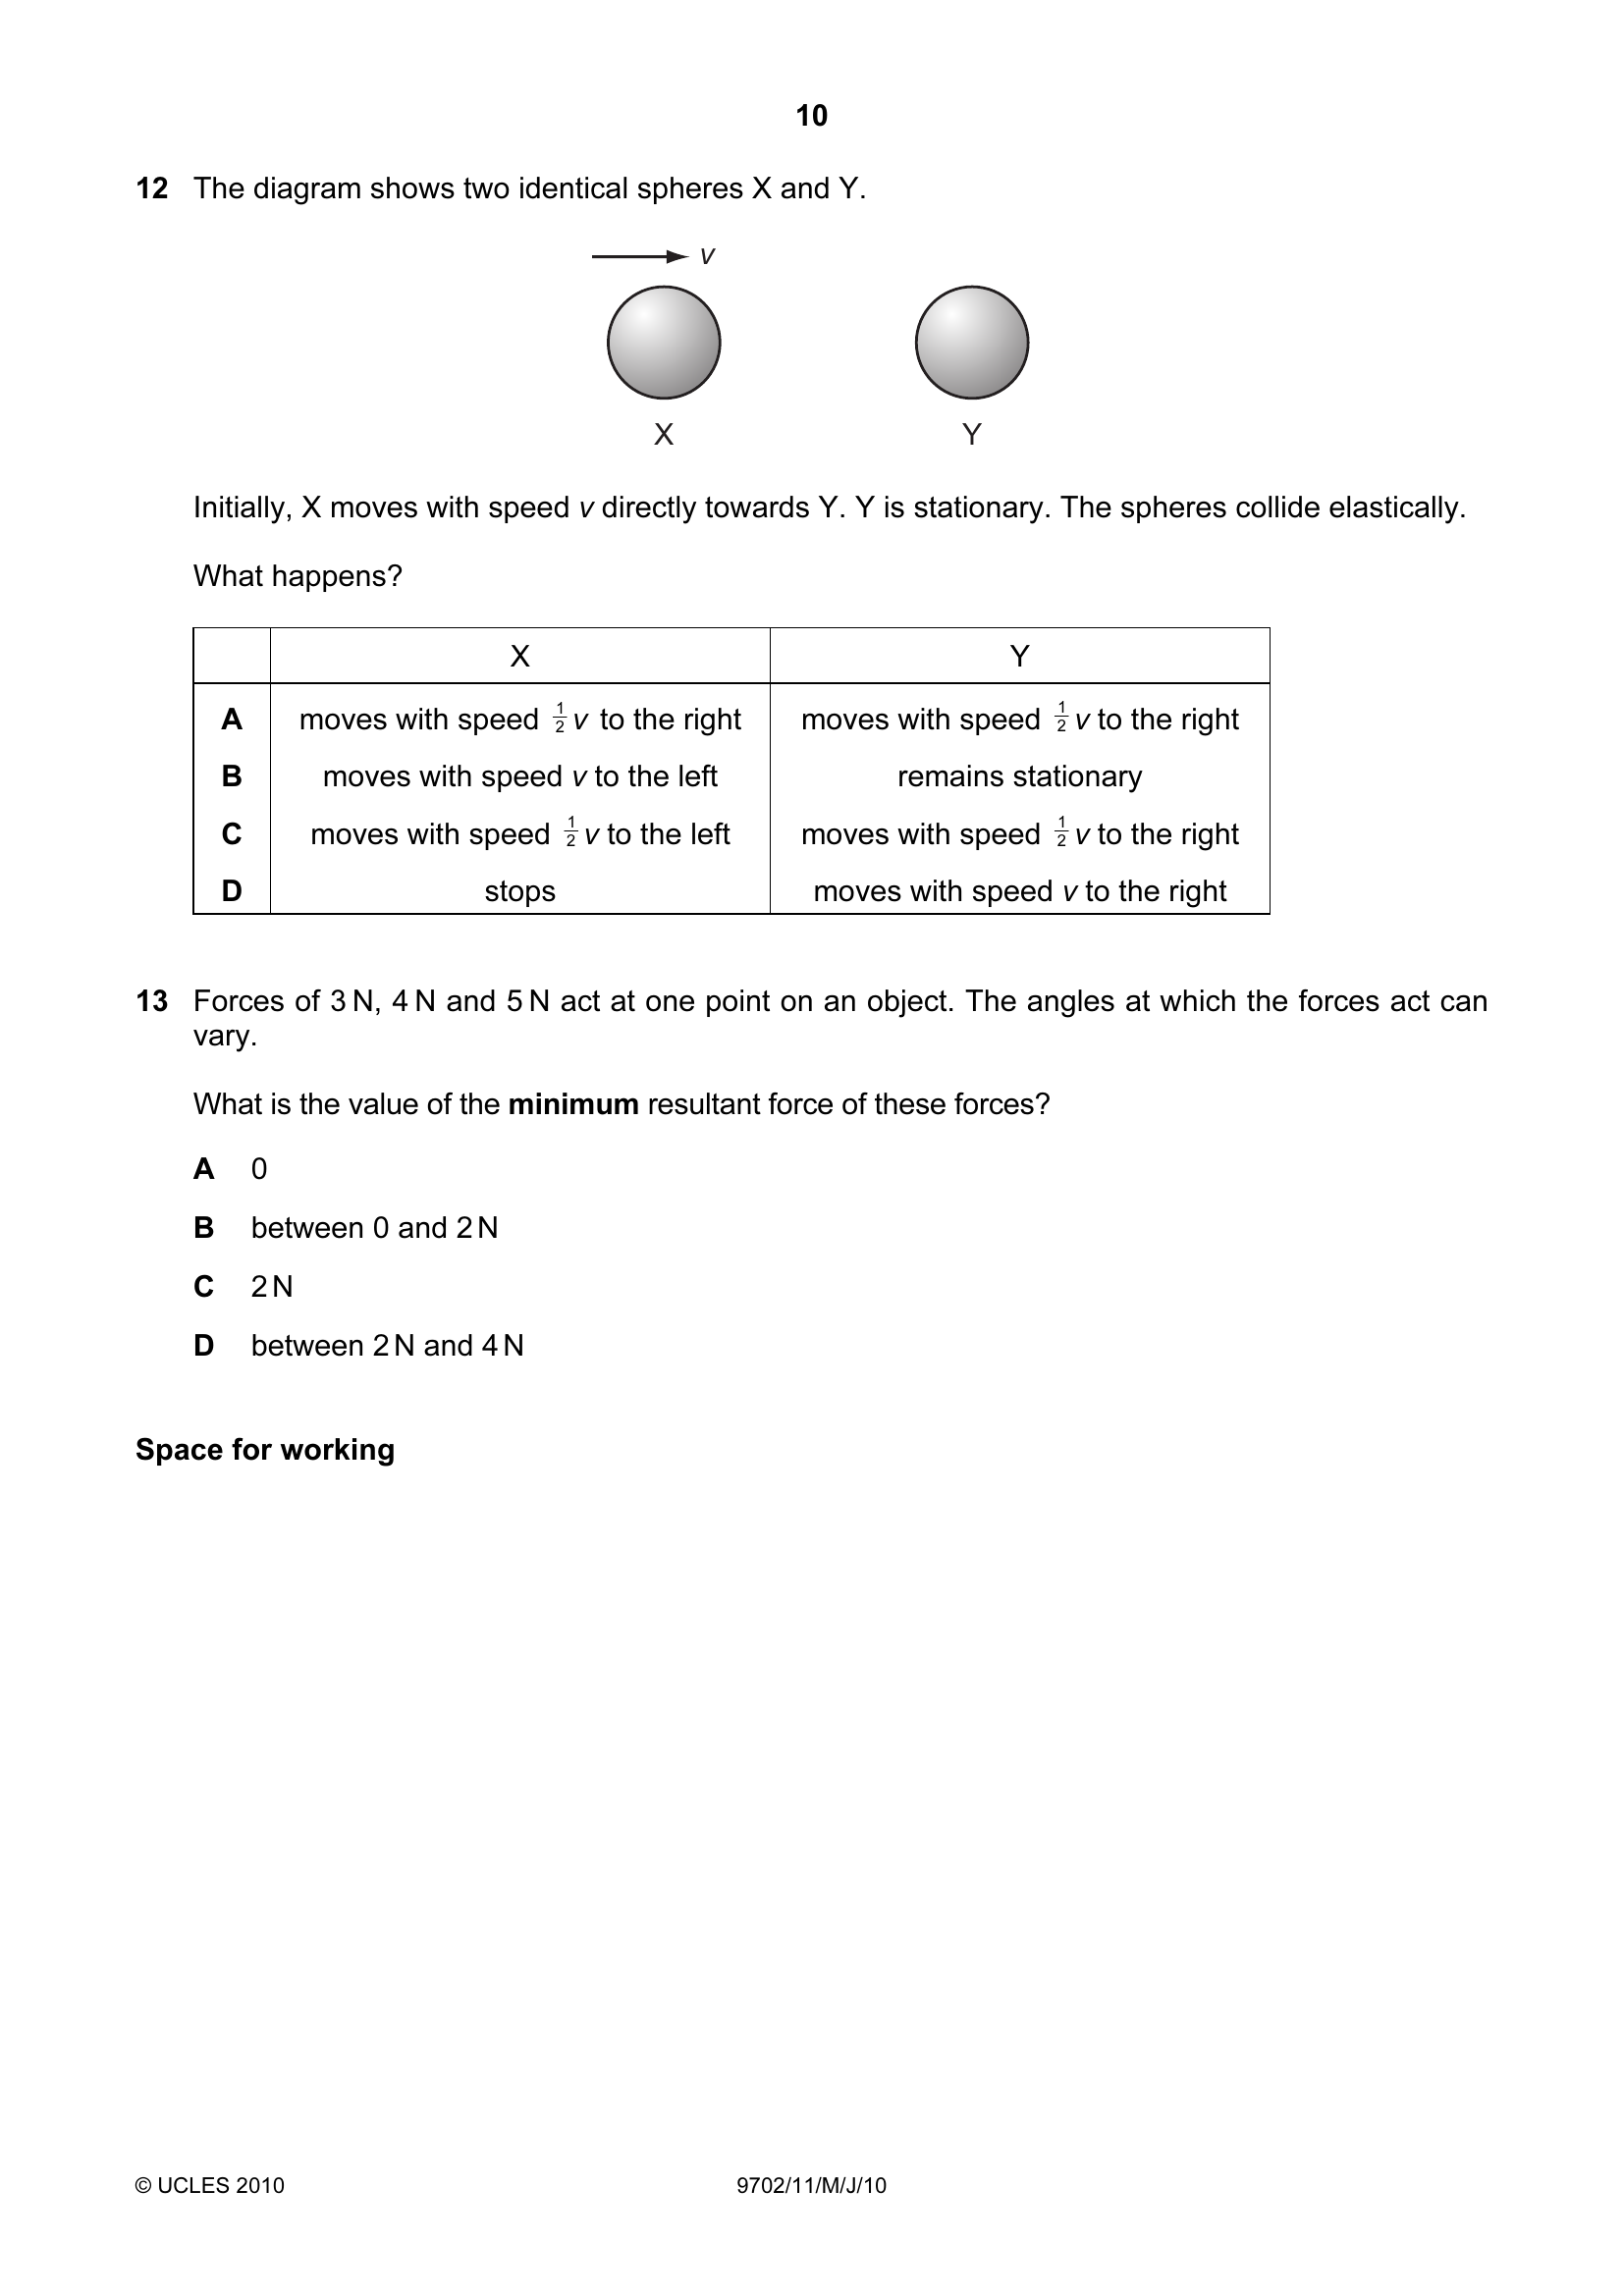 10
12 The diagram shows two identical spheres X and Y.
v
X Y
Initially, X moves with speed v directly towards Y. Y is stationary. The spheres collide elastically.
What happens?
X Y
A moves with speed 1/2 v to the right moves with speed 1/2 v to the right
B moves with speed v to the left remains stationary
C moves with speed 1/2 v to the left moves with speed 1/2 v to the right
D stops moves with speed v to the right
13 Forces of 3 N, 4 N and 5 N act at one point on an object. The angles at which the forces act can
vary.
What is the value of the minimum resultant force of these forces?
A 0
B between 0 and 2 N
C 2 N
D between 2 N and 4 N
Space for working
© UCLES 2010 9702/11/M/J/10